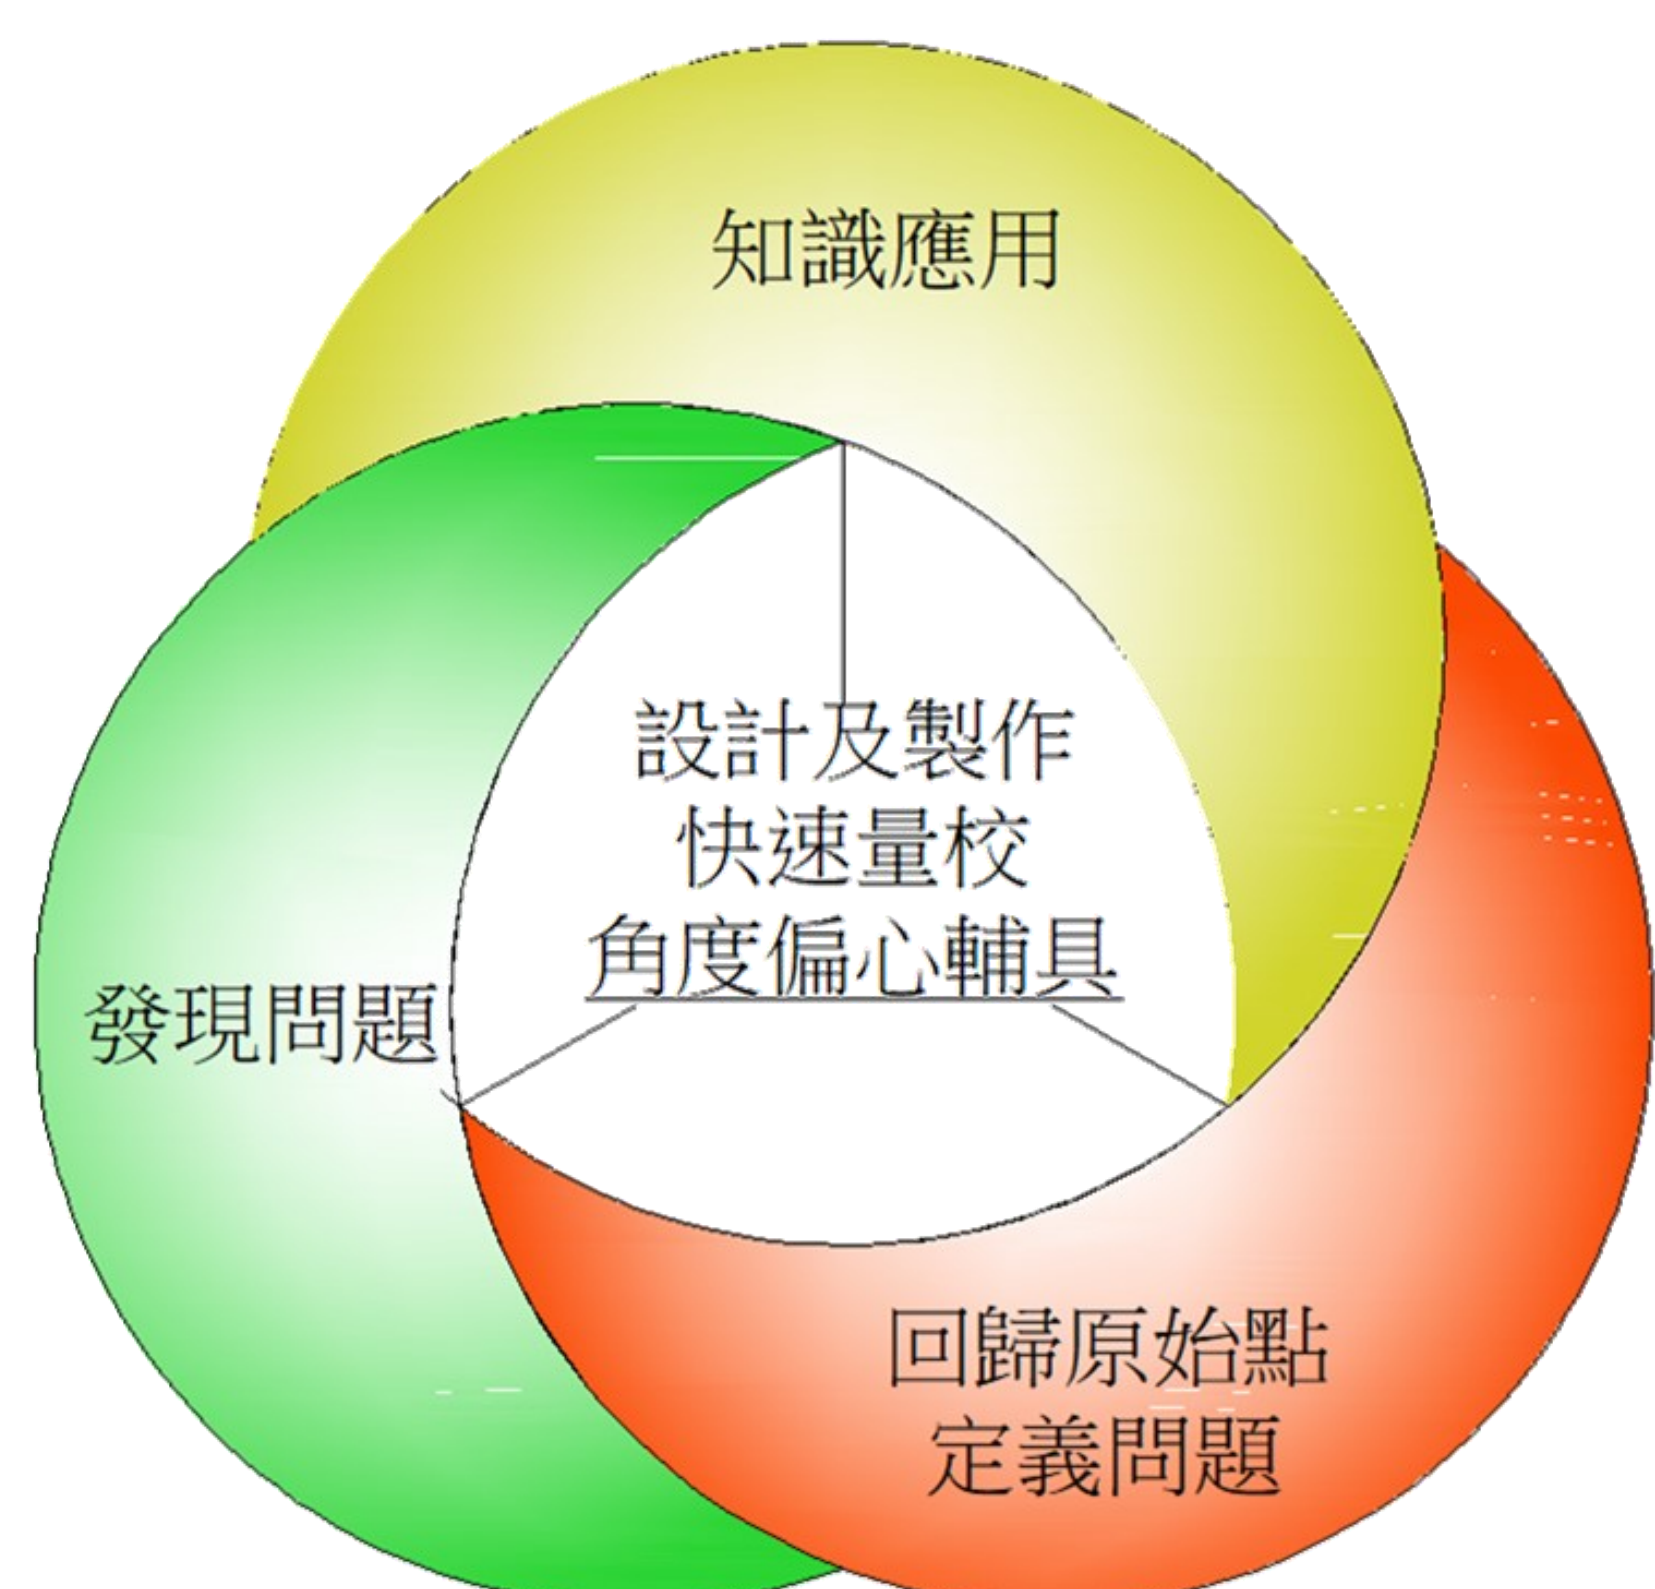 知識應用
設計及製作
快速量校
角度偏心輔具
發現問題
回歸原始點
定義問題